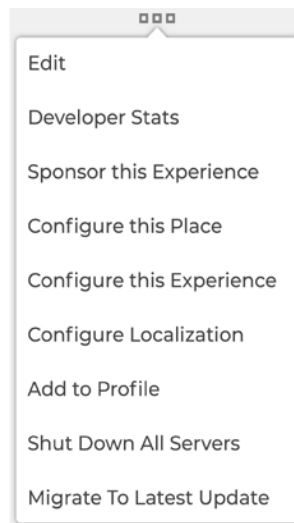 Edit
Developer Stats
Sponsor this Experience
Configure this Place
Configure this Experience
Configure Localization
Add to Profile
Shut Down All Servers
Migrate To Latest Update